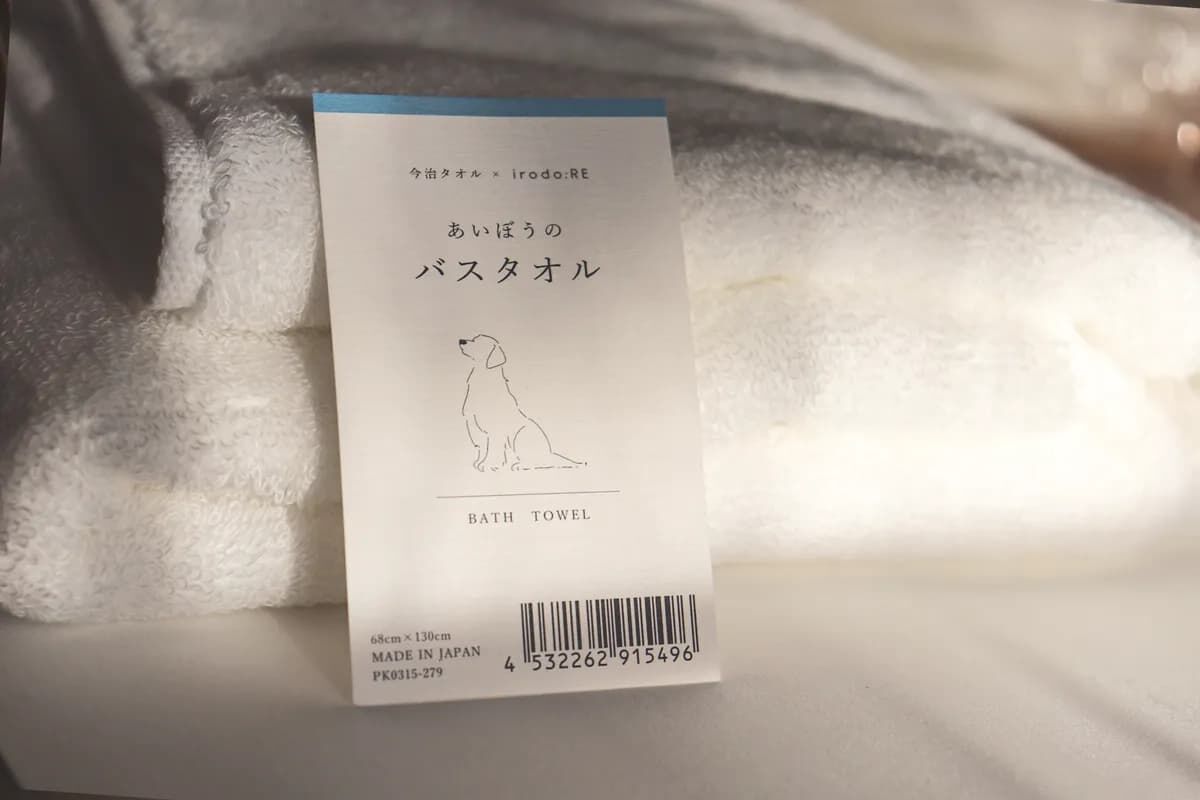 今治タオル × irodo:RE
あいぼうの
バスタオル
BATH TOWEL
68cm×130cm
MADE IN JAPAN
PK0315-279
4 532262 915496